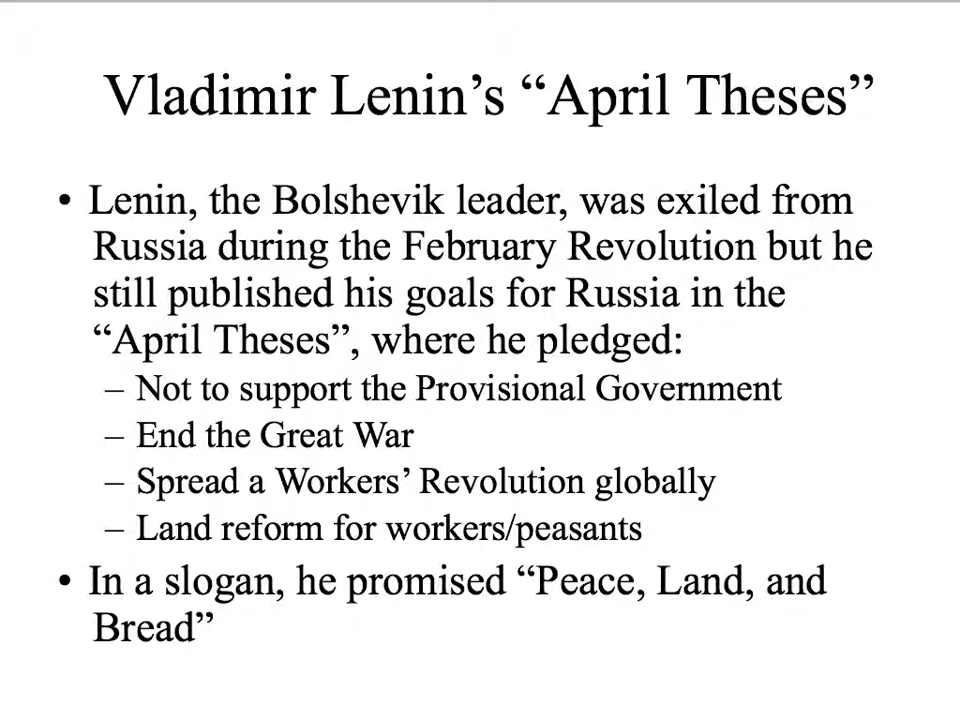 Vladimir Lenin’s “April Theses”
• Lenin, the Bolshevik leader, was exiled from
Russia during the February Revolution but he
still published his goals for Russia in the
“April Theses”, where he pledged:
– Not to support the Provisional Government
– End the Great War
– Spread a Workers’ Revolution globally
– Land reform for workers/peasants
• In a slogan, he promised “Peace, Land, and
Bread”